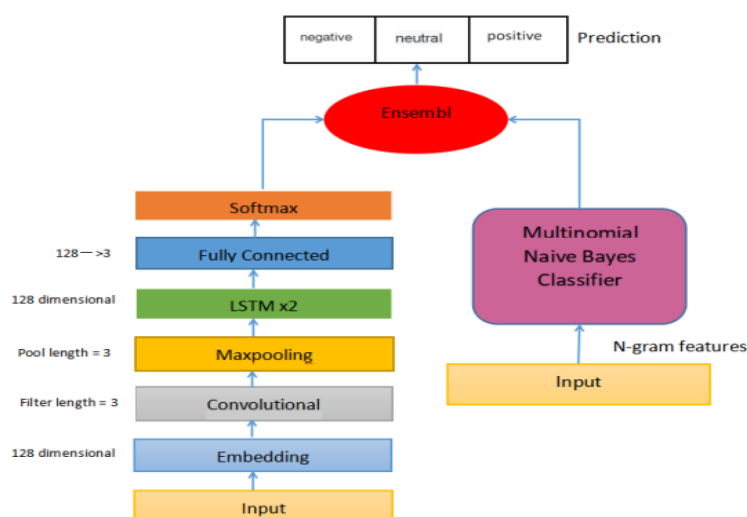 negative neutral positive Prediction
Ensembl
Softmax
128—>3 Fully Connected
128 dimensional LSTM x2
Pool length = 3 Maxpooling
Filter length = 3 Convolutional
128 dimensional Embedding
Input
Multinomial
Naive Bayes
Classifier
N-gram features
Input